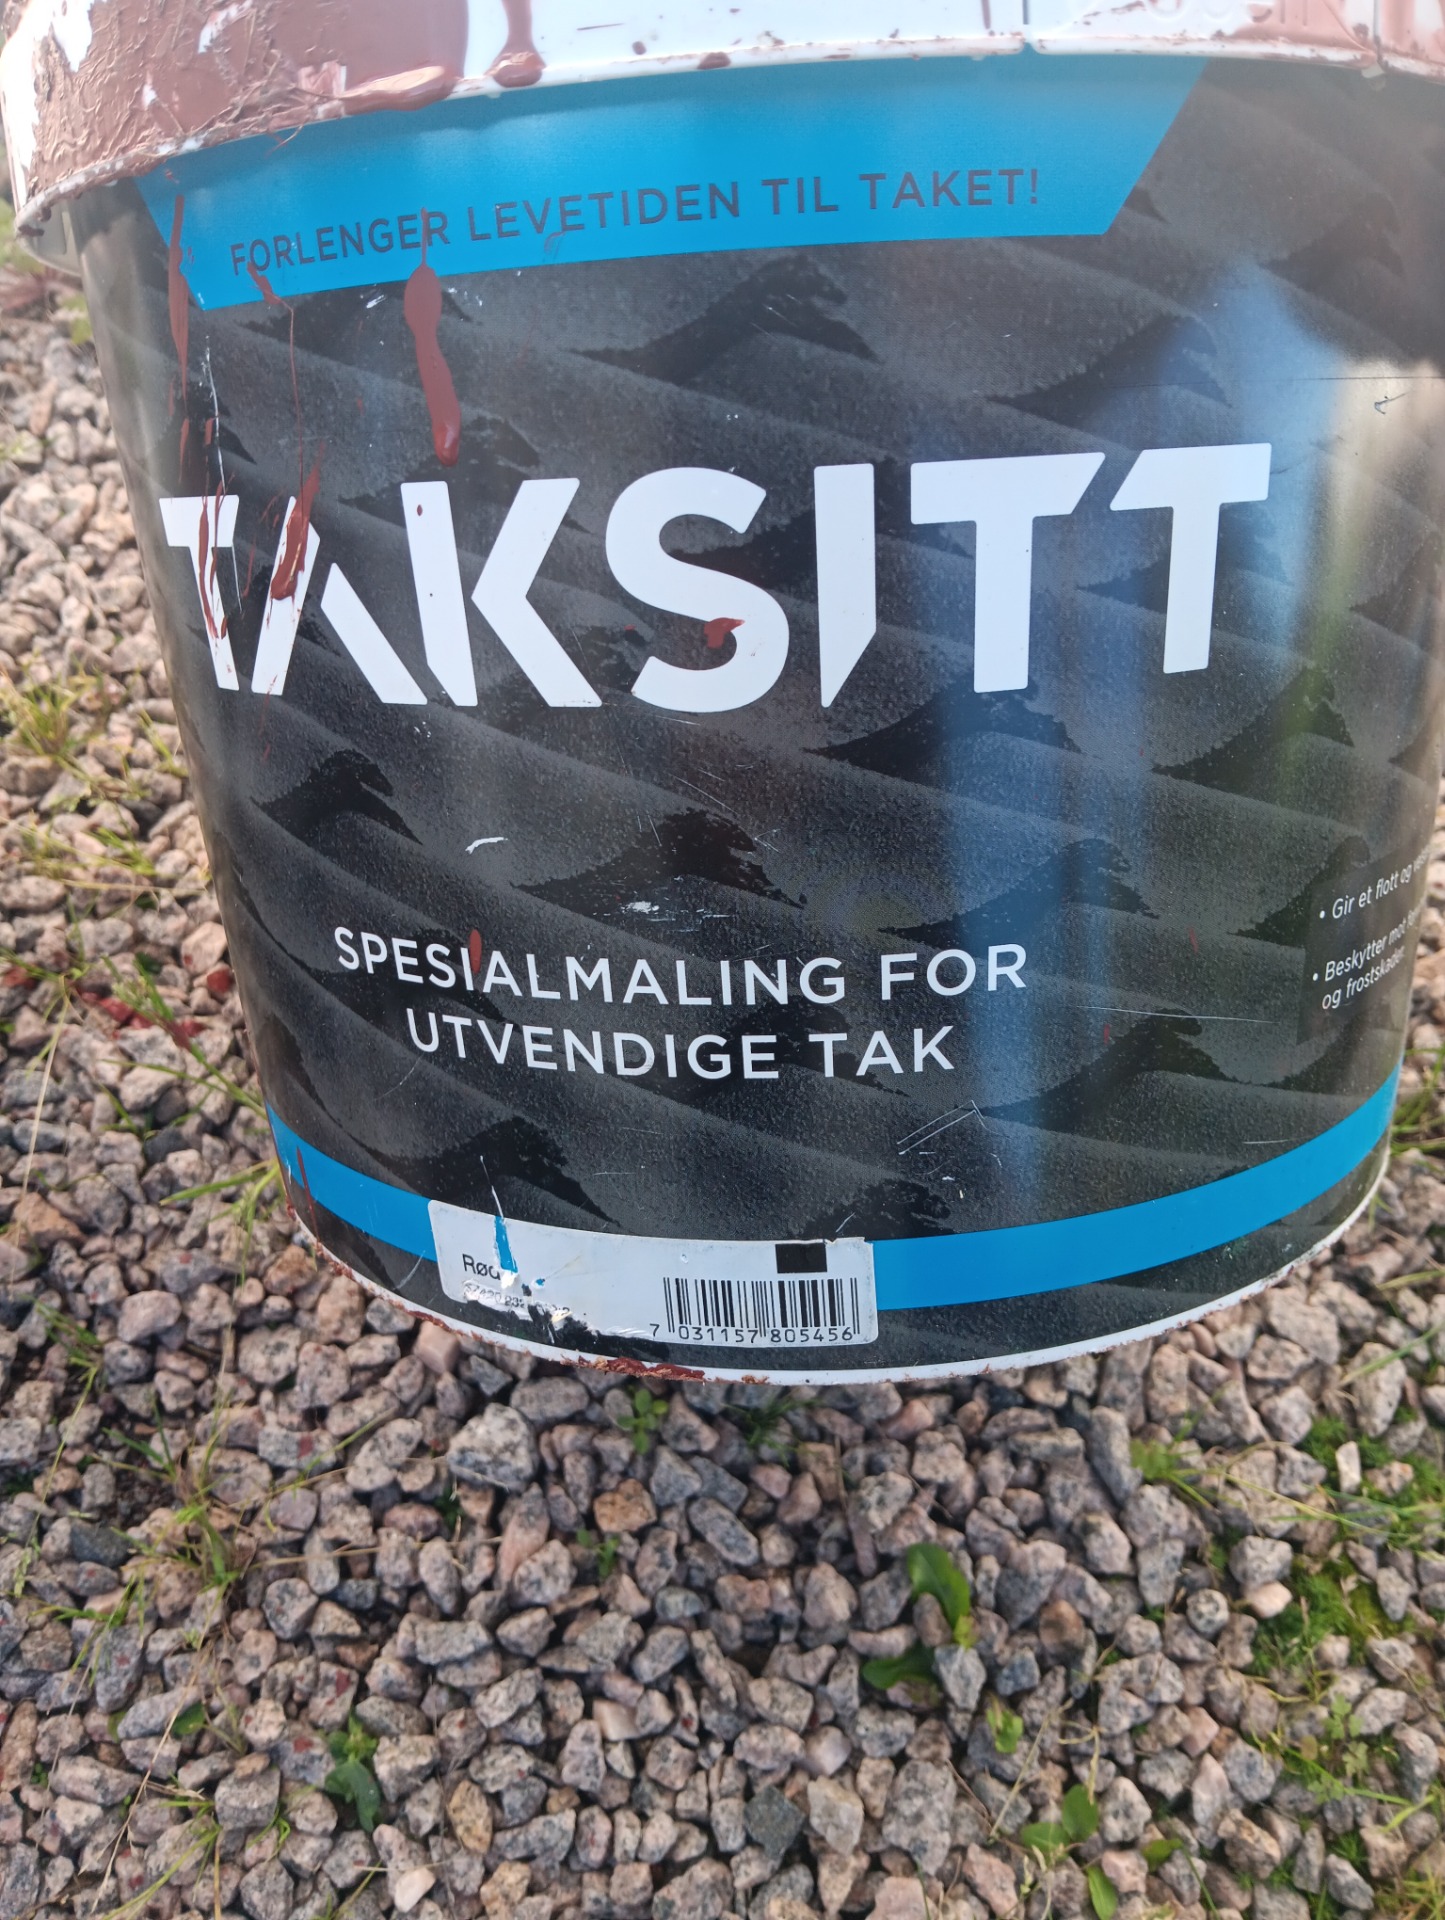 FORLENGER LEVETIDEN TIL TAKET!
TAKSITT
SPESIALMALING FOR
UTVENDIGE TAK
• Gir et flott og
• Beskytter mot
og frostskader.
7 031157 805456